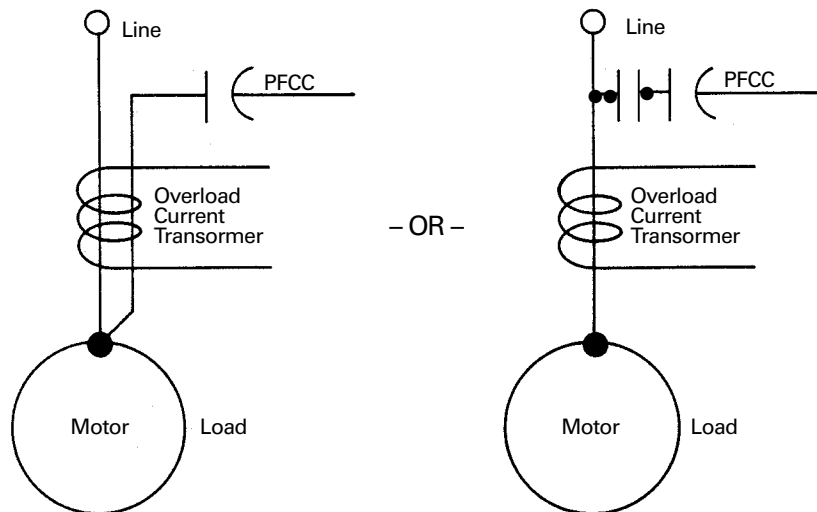 Line
PFCC
Overload
Current
Transormer
Motor
Load
– OR –
Line
PFCC
Overload
Current
Transormer
Motor
Load